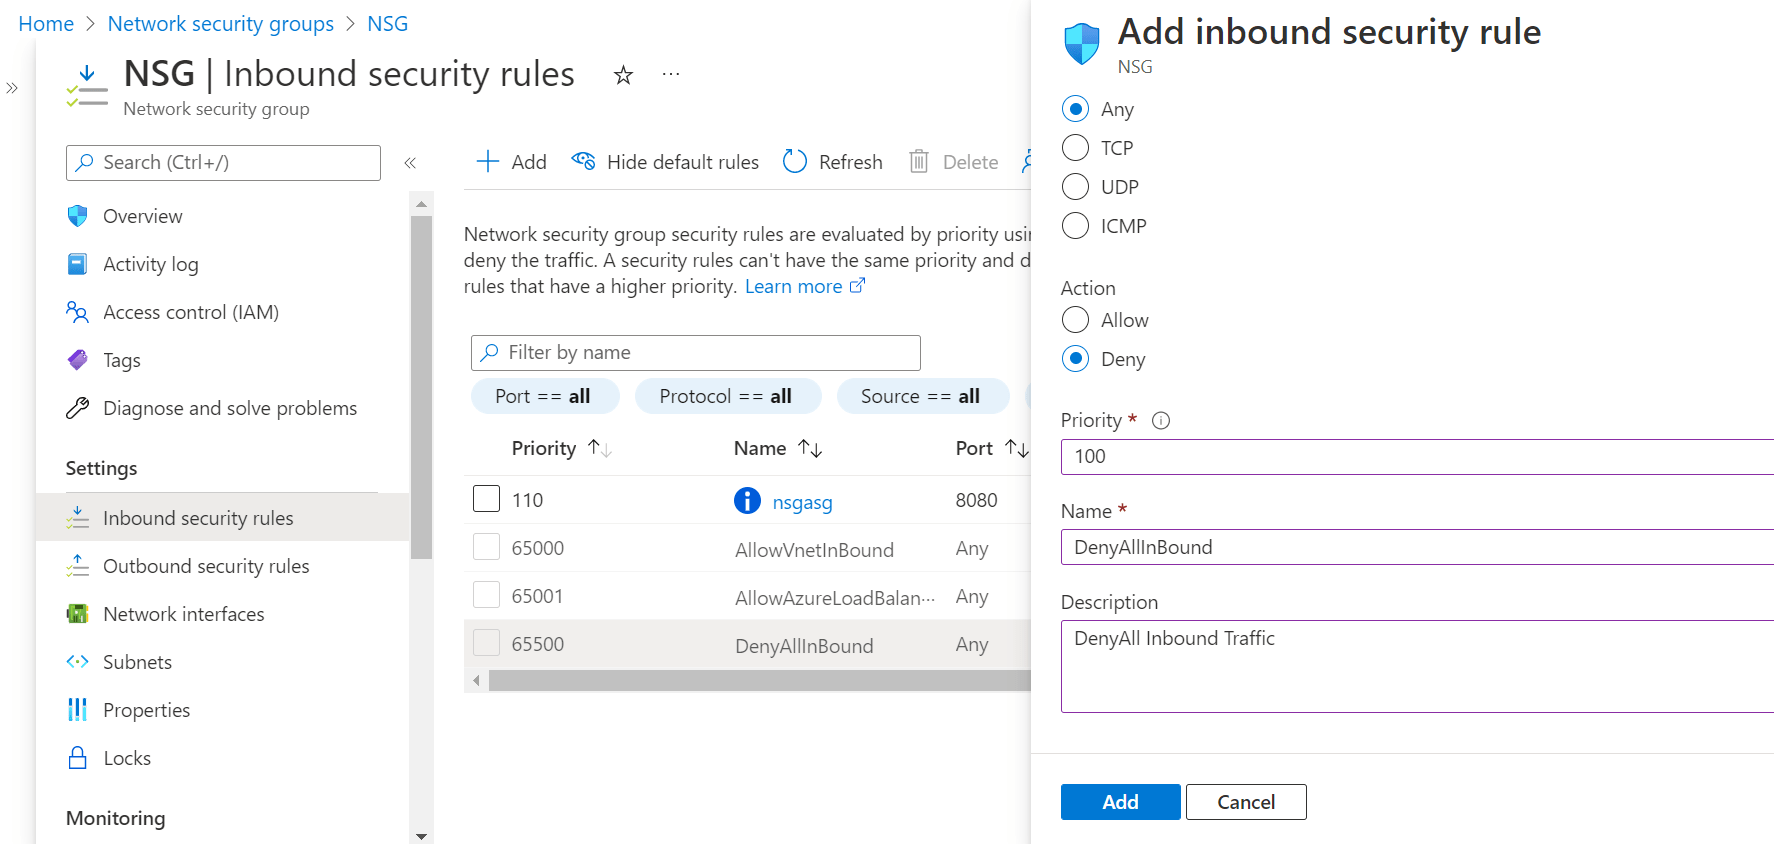 Home > Network security groups > NSG
NSG | Inbound security rules
Network security group
Search (Ctrl+/)
Overview
Activity log
Access control (IAM)
Tags
Diagnose and solve problems
Settings
Inbound security rules
Outbound security rules
Network interfaces
Subnets
Properties
Locks
Monitoring
Add Hide default rules Refresh Delete
Network security group security rules are evaluated by priority
deny the traffic. A security rules can't have the same priority and
rules that have a higher priority. Learn more
Filter by name
Port == all Protocol == all Source == all
Priority Name Port
110 nsgasg 8080
65000 AllowVnetInBound Any
65001 AllowAzureLoadBalan··· Any
65500 DenyAllInBound Any
Add inbound security rule
NSG
Any
TCP
UDP
ICMP
Action
Allow
Deny
Priority *
100
Name *
DenyAllInBound
Description
DenyAll Inbound Traffic
Add Cancel